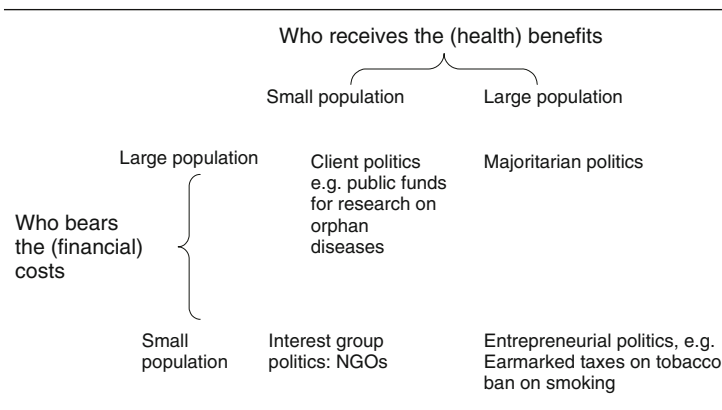 Who receives the (health) benefits
Small population
Large population
Large population
Client politics
e.g. public funds
for research on
orphan
diseases
Majoritarian politics
Who bears
the (financial)
costs
Small
population
Interest group
politics: NGOs
Entrepreneurial politics, e.g.
Earmarked taxes on tobacco
ban on smoking